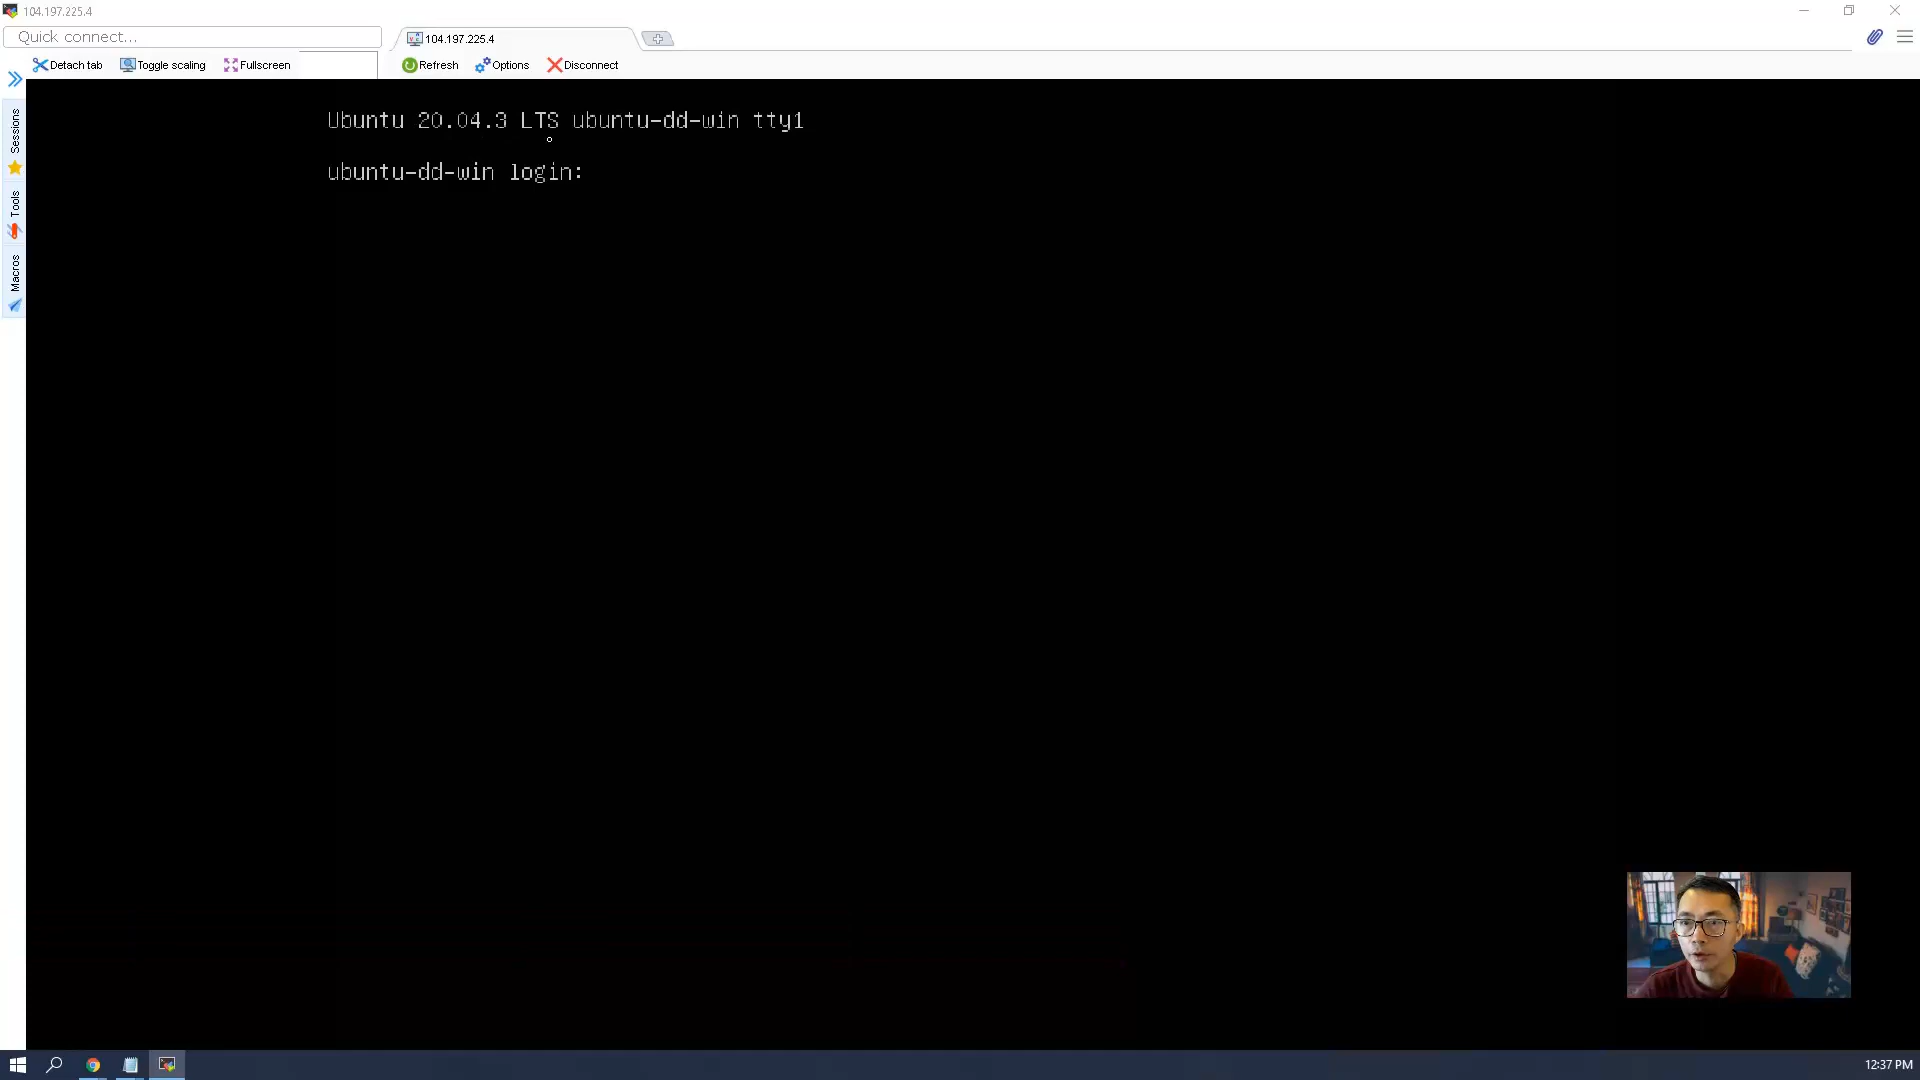 104.197.225.4
Quick connect...
104.197.225.4
Detach tab
Toggle scaling
Fullscreen
Refresh
Options
Disconnect
Sessions
Tools
Macros
Ubuntu 20.04.3 LTS ubuntu-dd-win tty1
ubuntu-dd-win login:
12:37 PM